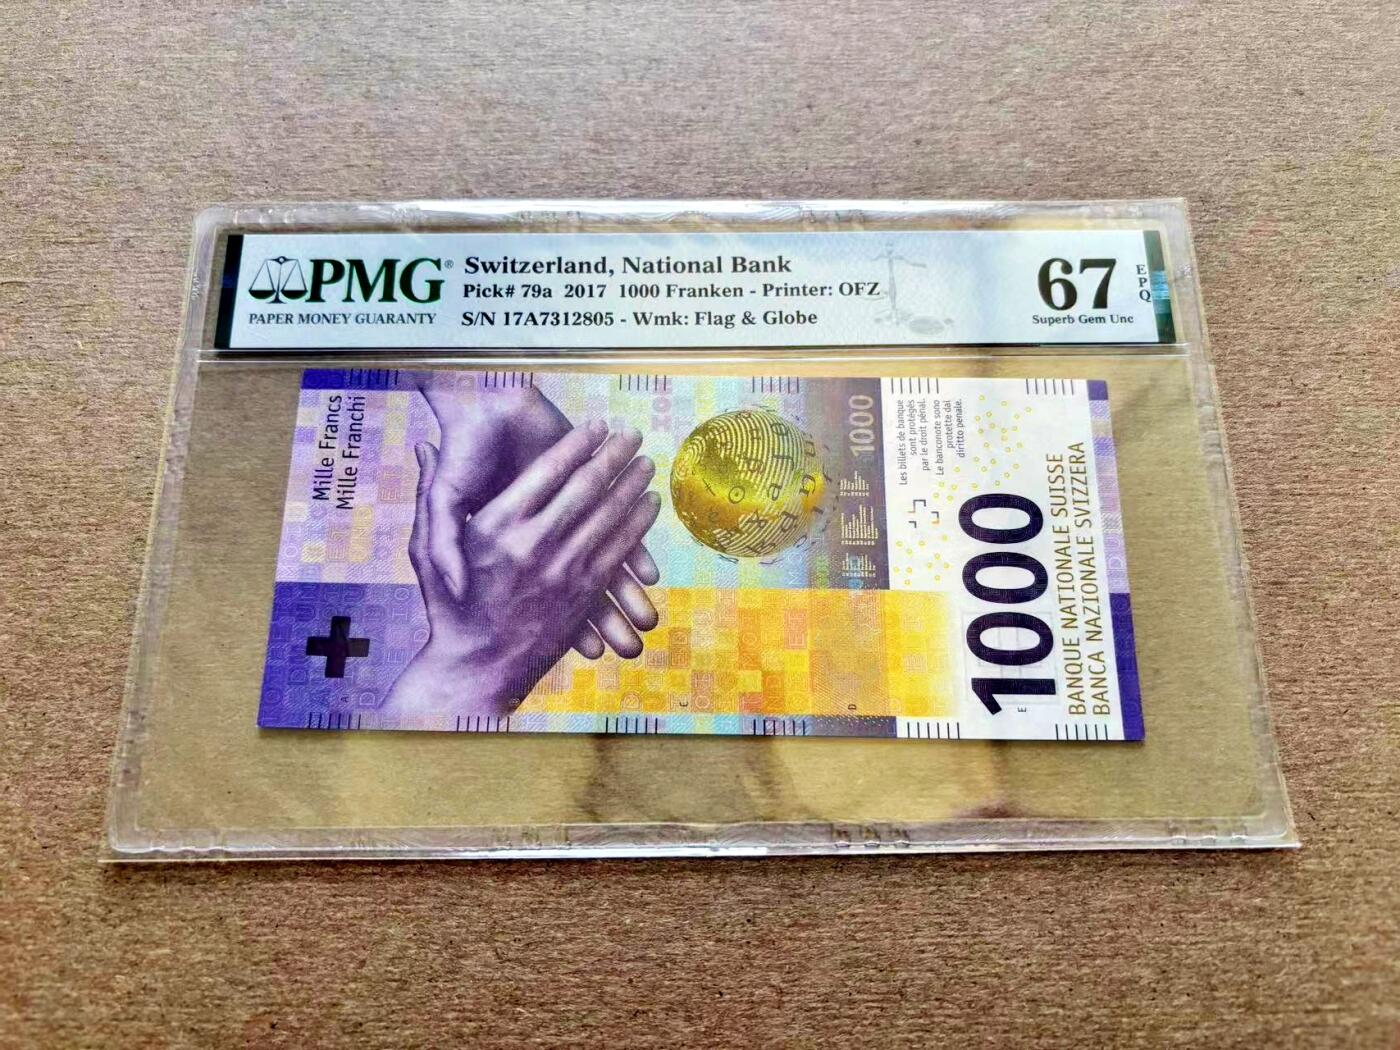 PMG®
PAPER MONEY GUARANTY
Switzerland, National Bank
Pick# 79a 2017 1000 Franken - Printer: OFZ
S/N 17A7312805 - Wmk: Flag & Globe
67
EPQ
Superb Gem Unc
Mille Francs
Mille Franchi
1000
Les billets de banque
sont protégés
par le droit pénal.
Le banconote sono
protette dal
diritto penale.
1000
BANQUE NATIONALE SUISSE
BANCA NAZIONALE SVIZZERA
A
B
C
D
E